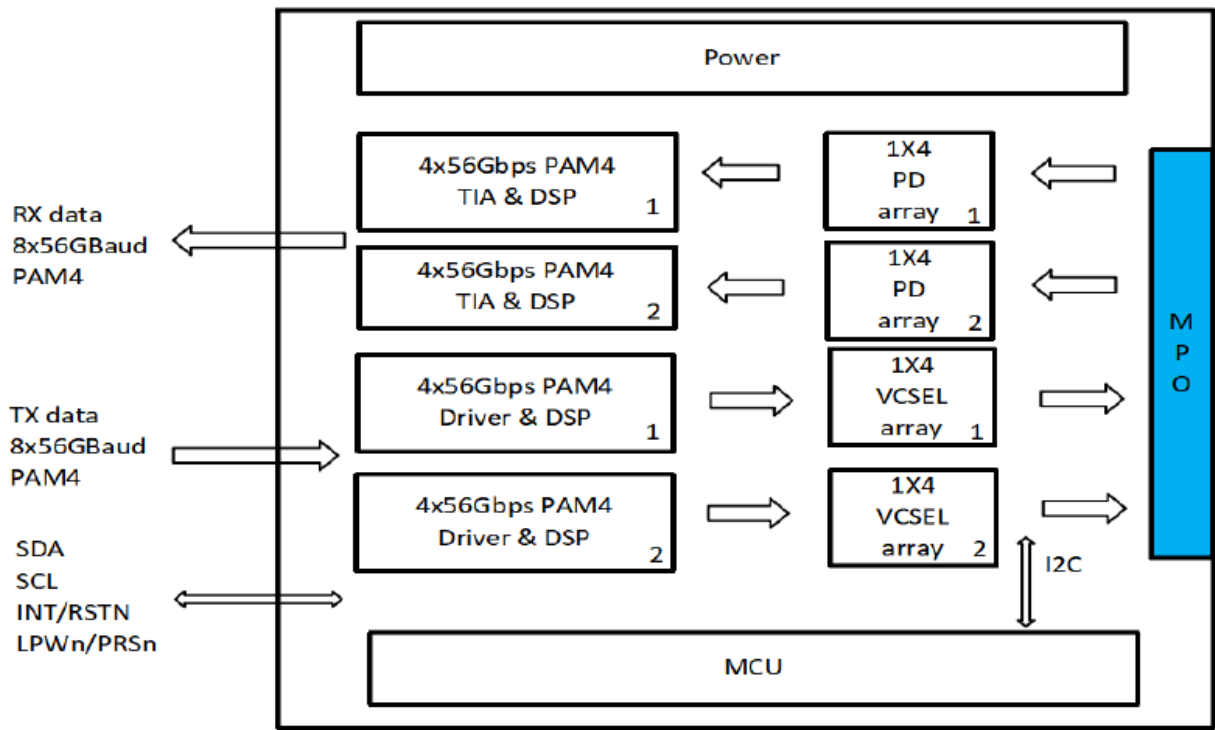 Power
4x56Gbps PAM4
TIA & DSP
1
1X4
PD
array 1
RX data
8x56GBaud
PAM4
4x56Gbps PAM4
TIA & DSP
2
1X4
PD
array 2
M
P
O
4x56Gbps PAM4
Driver & DSP
1
1X4
VCSEL
array 1
TX data
8x56GBaud
PAM4
4x56Gbps PAM4
Driver & DSP
2
1X4
VCSEL
array 2
SDA
SCL
INT/RSTN
LPWn/PRSn
I2C
MCU